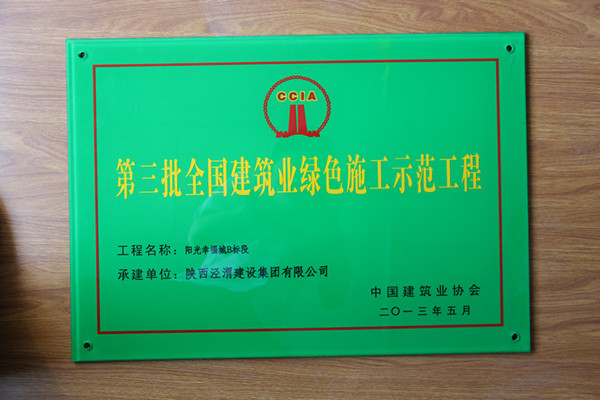 CCIA
第三批全国建筑业绿色施工示范工程
工程名称：阳光幸福城B标段
承建单位：陕西泾渭建设集团有限公司
中国建筑业协会
二〇一三年五月